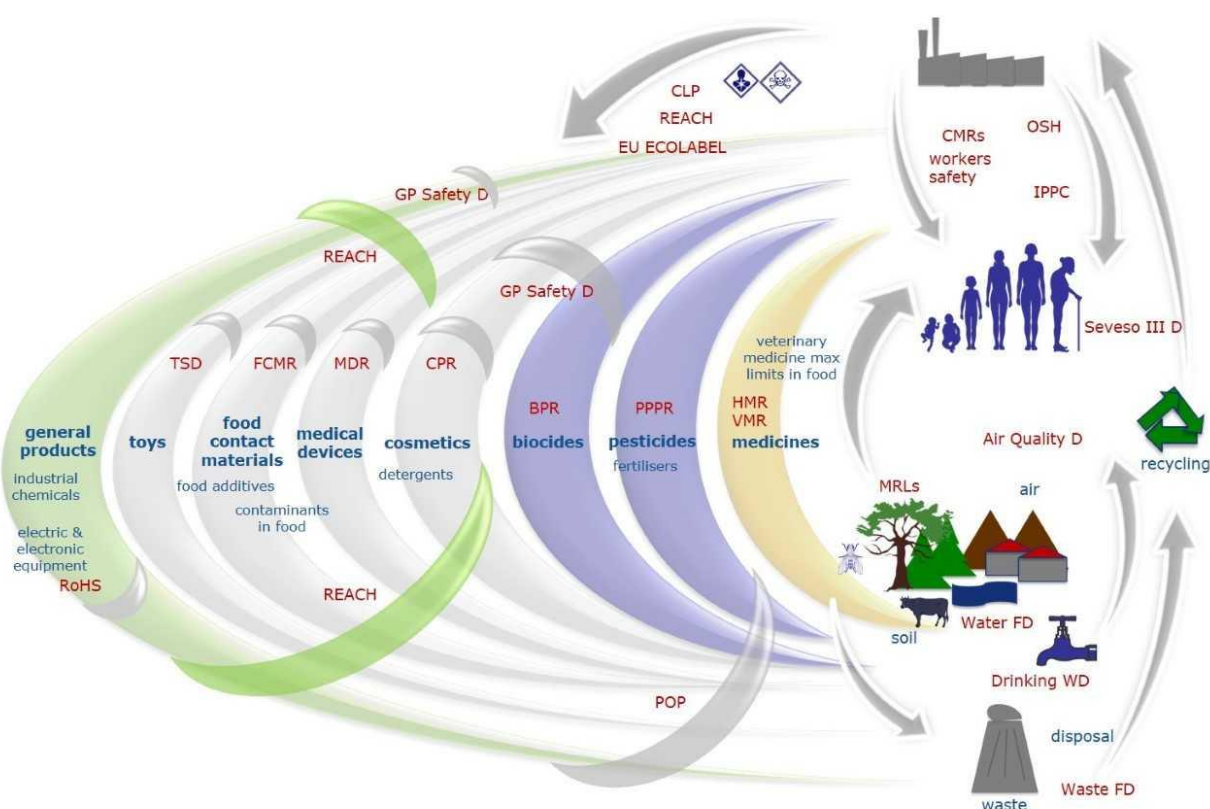 CLP
REACH
EU ECOLABEL
CMRs
workers
safety
OSH
IPPC
GP Safety D
REACH
GP Safety D
Seveso III D
TSD
FCMR
MDR
CPR
veterinary
medicine max
limits in food
BPR
PPPR
HMR
VMR
general
products
toys
food
contact
materials
medical
devices
cosmetics
biocides
pesticides
medicines
Air Quality D
recycling
industrial
chemicals
food additives
contaminants
in food
detergents
fertilisers
MRLs
air
electric &
electronic
equipment
RoHS
REACH
soil
Water FD
Drinking WD
POP
disposal
Waste FD
waste